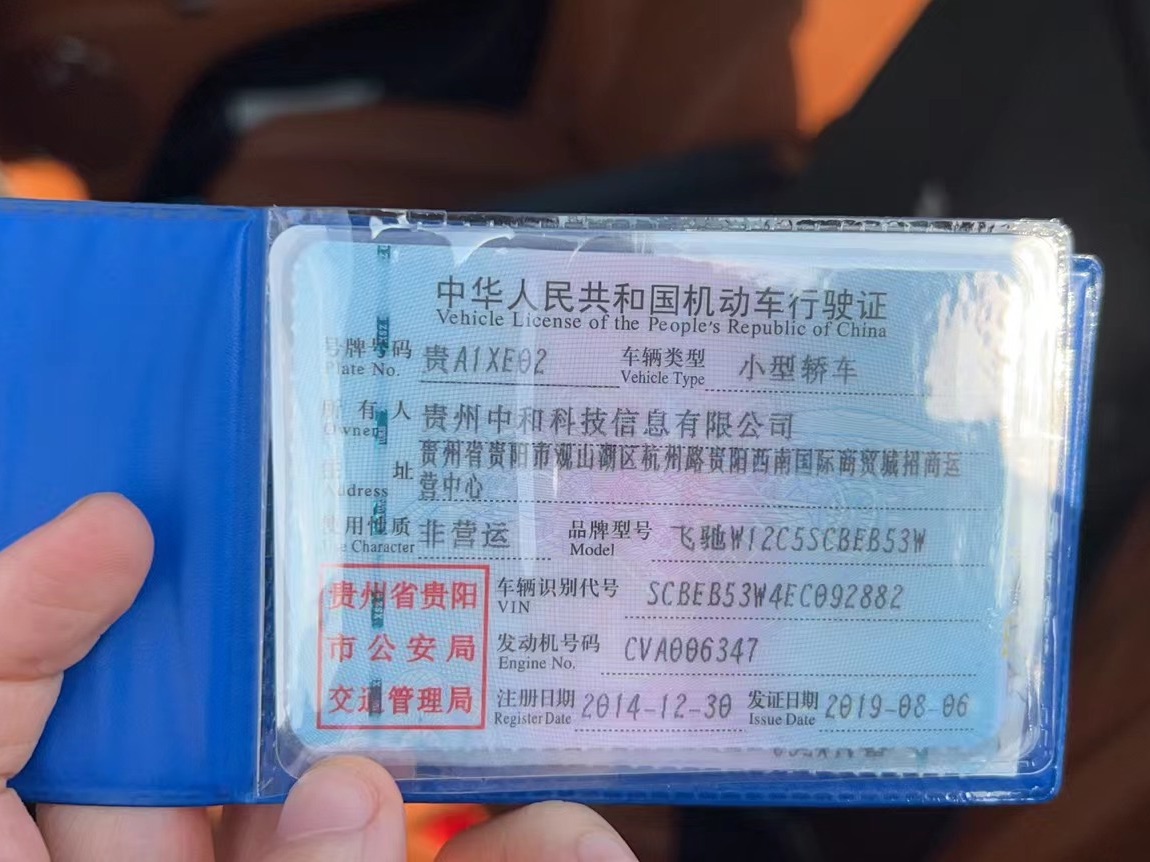 中华人民共和国机动车行驶证
Vehicle License of the People's Republic of China
号牌号码 贵A1XE02 车辆类型 小型轿车
Plate No. Vehicle Type
所有人 贵州中和科技信息有限公司
Owner
住址 贵州省贵阳市观山湖区杭州路贵阳西南国际商贸城招商运
Address 营中心
使用性质 非营运 品牌型号 飞驰W12C5SCBEB53W
Use Character Model
贵州省贵阳 车辆识别代号 SCBEB53W4EC092882
VIN
市公安局 发动机号码 CVA006347
Engine No.
交通管理局 注册日期 2014-12-30 发证日期 2019-08-06
Register Date Issue Date